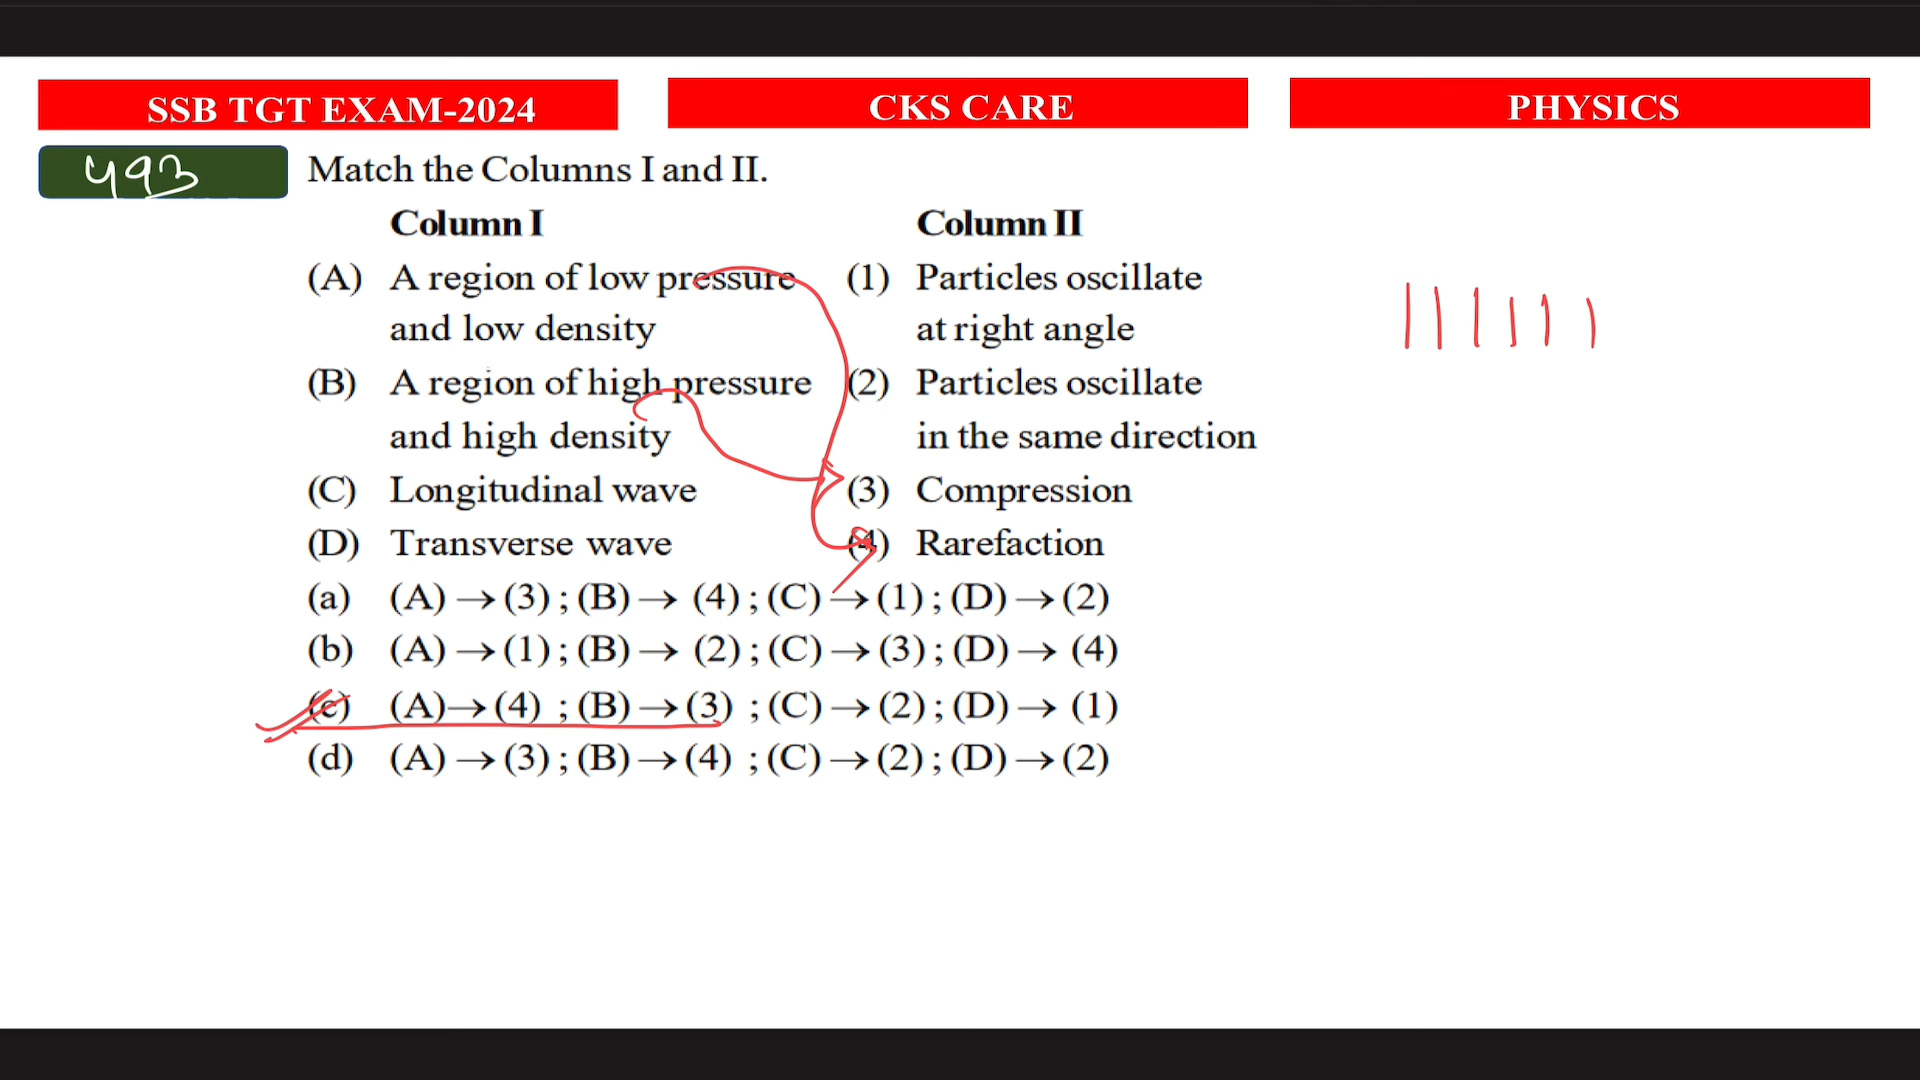 SSB TGT EXAM-2024
CKS CARE
PHYSICS
493
Match the Columns I and II.
Column I
Column II
(A) A region of low pressure (1) Particles oscillate
and low density at right angle
(B) A region of high pressure (2) Particles oscillate
and high density in the same direction
(C) Longitudinal wave (3) Compression
(D) Transverse wave (4) Rarefaction
(a) (A) → (3) ; (B) → (4) ; (C) → (1) ; (D) → (2)
(b) (A) → (1) ; (B) → (2) ; (C) → (3) ; (D) → (4)
(c) (A) → (4) ; (B) → (3) ; (C) → (2) ; (D) → (1)
(d) (A) → (3) ; (B) → (4) ; (C) → (2) ; (D) → (2)